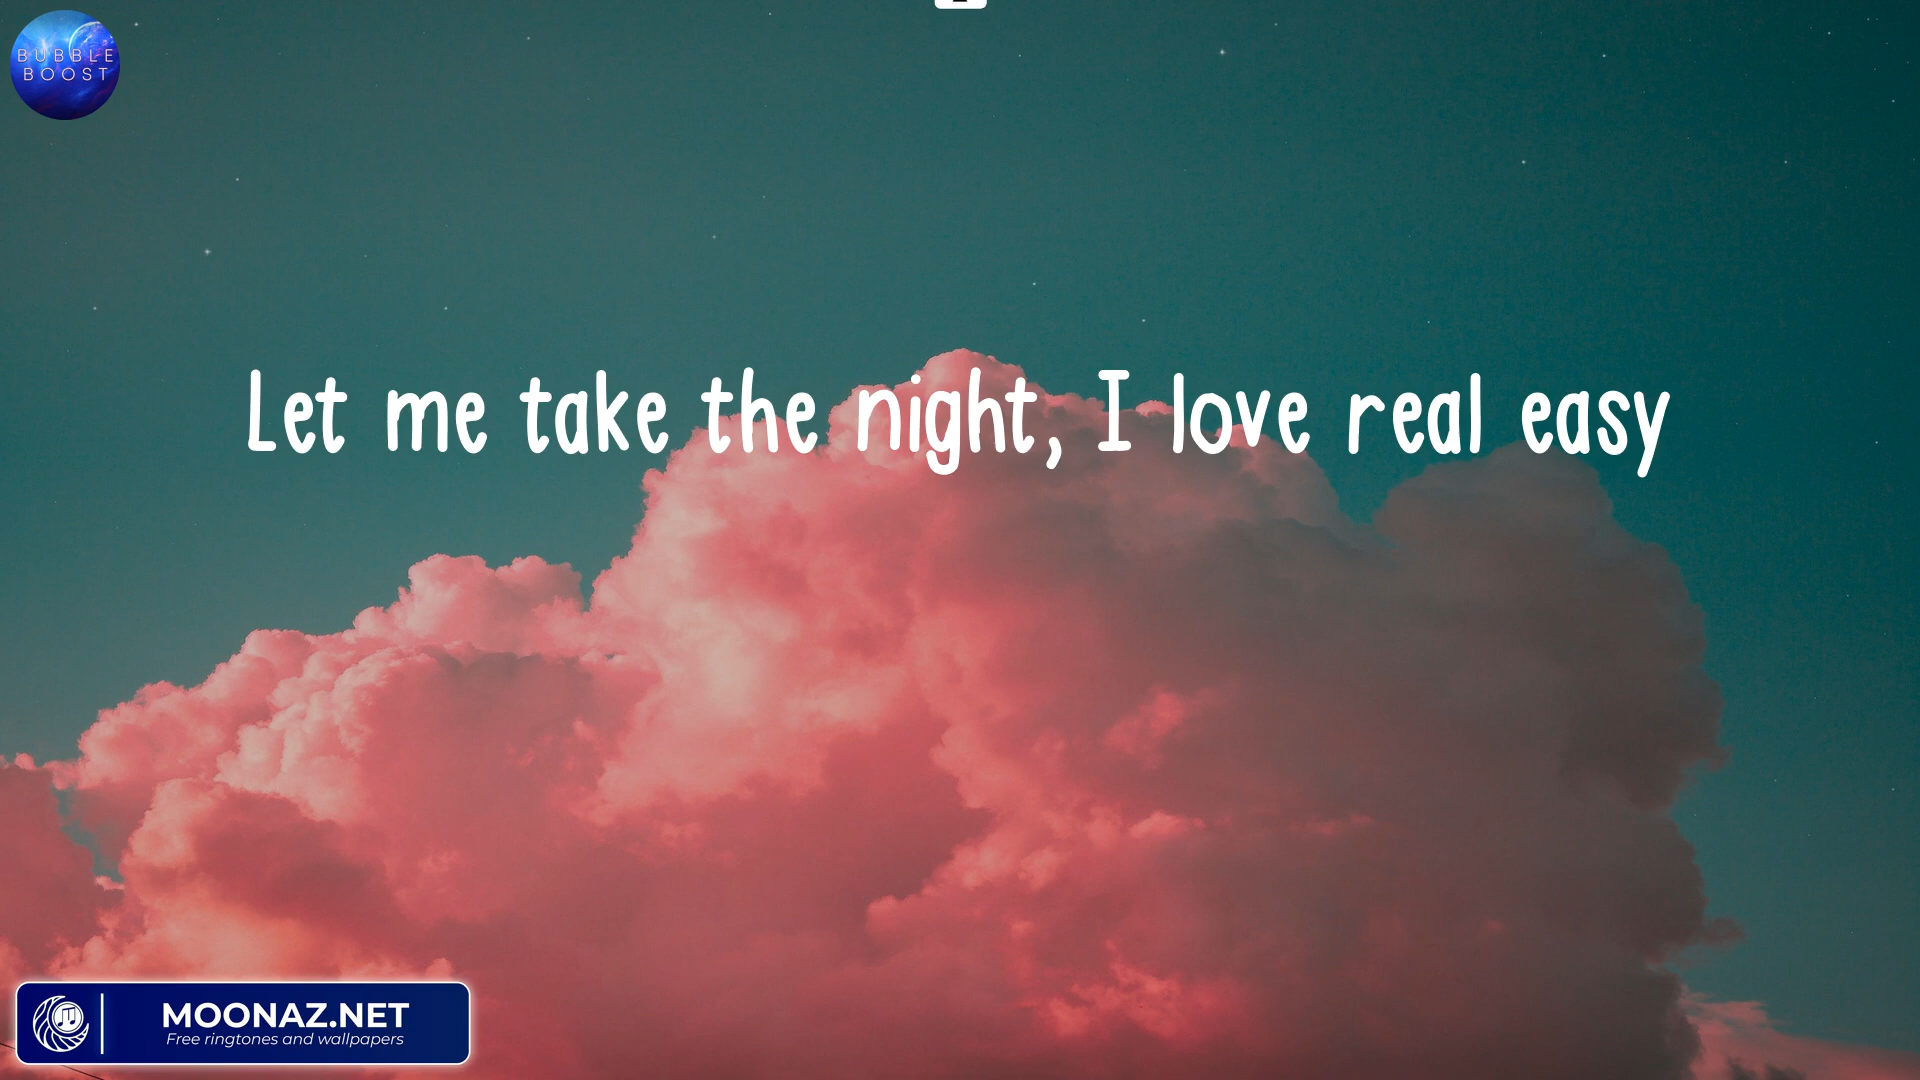 BUBBLE
BOOST
Let me take the night, I love real easy
MOONAZ.NET
Free ringtones and wallpapers